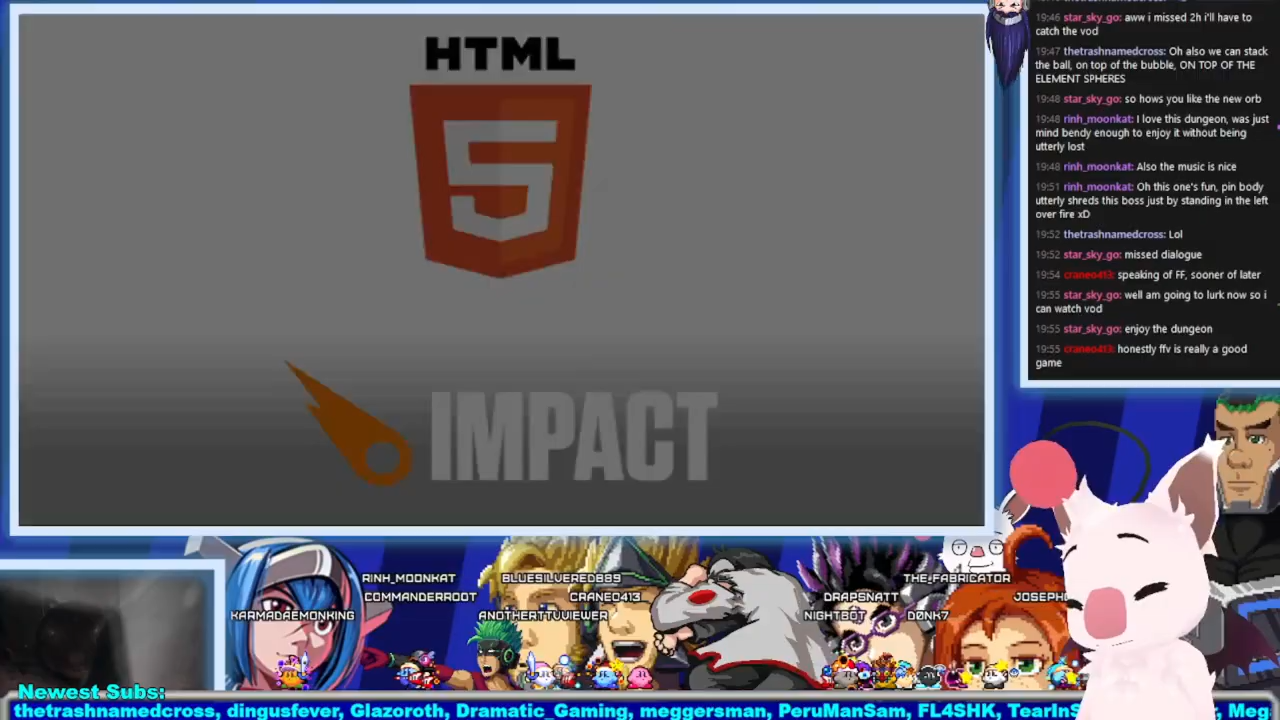 HTML
5
IMPACT
19:46 star_sky_go: aww i missed 2h i'll have to
catch the vod
19:47 thetrashnamedcross: Oh also we can stack
the ball, on top of the bubble, ON TOP OF THE
ELEMENT SPHERES
19:48 star_sky_go: so hows you like the new orb
19:48 rinh_moonkat: I love this dungeon, was just
mind bendy enough to enjoy it without being
utterly lost
19:48 rinh_moonkat: Also the music is nice
19:51 rinh_moonkat: Oh this one's fun, pin body
utterly shreds this boss just by standing in the left
over fire xD
19:52 thetrashnamedcross: Lol
19:52 star_sky_go: missed dialogue
19:54 craneo413: speaking of FF, sooner of later
19:55 star_sky_go: well am going to lurk now so i
can watch vod
19:55 star_sky_go: enjoy the dungeon
19:55 craneo413: honestly ffv is really a good
game
RINH_MOONKAT BLUESILVERED889 THE_FABRICATOR
COMMANDERROOT CRANEO413 DRAPSNATT JOSEPH
KARMADAEMONKING ANOTHERTTVVIEWER NIGHTBOT D0NK7
Newest Subs:
thetrashnamedcross, dingusfever, Glazoroth, Dramatic_Gaming, meggersman, PeruManSam, FL4SHK, TearInS Meg